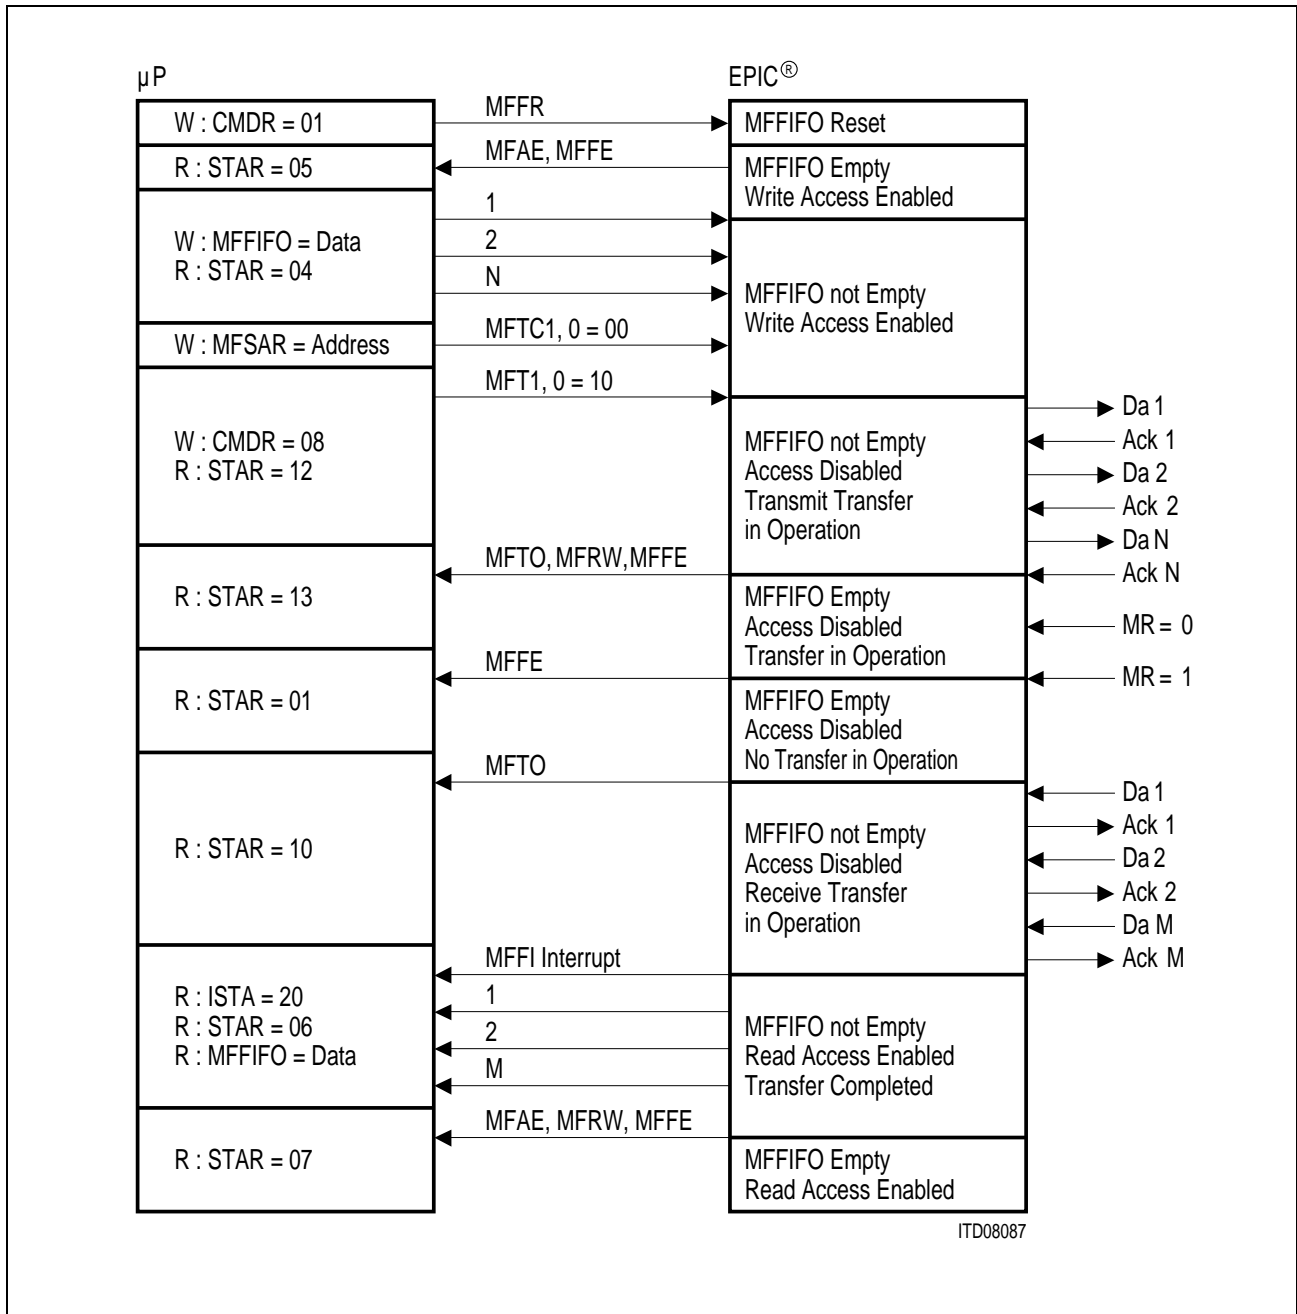 µP
EPIC®
W : CMDR = 01
MFFR
MFFIFO Reset
R : STAR = 05
MFAE, MFFE
MFFIFO Empty
Write Access Enabled
W : MFFIFO = Data
R : STAR = 04
1
2
N
MFFIFO not Empty
Write Access Enabled
W : MFSAR = Address
MFTC1, 0 = 00
MFT1, 0 = 10
W : CMDR = 08
R : STAR = 12
MFFIFO not Empty
Access Disabled
Transmit Transfer
in Operation
Da 1
Ack 1
Da 2
Ack 2
Da N
Ack N
R : STAR = 13
MFTO, MFRW, MFFE
MFFIFO Empty
Access Disabled
Transfer in Operation
MR = 0
MR = 1
R : STAR = 01
MFFE
MFFIFO Empty
Access Disabled
No Transfer in Operation
R : STAR = 10
MFTO
MFFIFO not Empty
Access Disabled
Receive Transfer
in Operation
Da 1
Ack 1
Da 2
Ack 2
Da M
Ack M
R : ISTA = 20
R : STAR = 06
R : MFFIFO = Data
MFFI Interrupt
1
2
M
MFFIFO not Empty
Read Access Enabled
Transfer Completed
R : STAR = 07
MFAE, MFRW, MFFE
MFFIFO Empty
Read Access Enabled
ITD08087